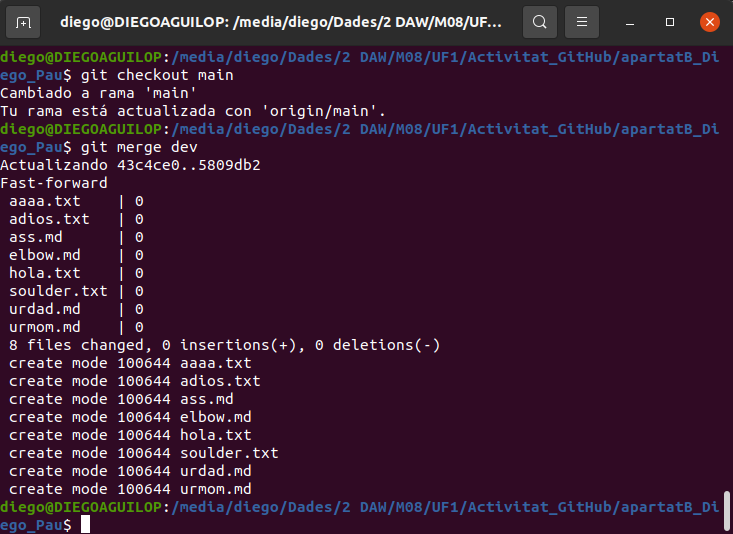 diego@DIEGOAGUILOP: /media/diego/Dades/2 DAW/M08/UF...
diego@DIEGOAGUILOP:/media/diego/Dades/2 DAW/M08/UF1/Activitat_GitHub/apartatB_Di
ego_Pau$ git checkout main
Cambiado a rama 'main'
Tu rama está actualizada con 'origin/main'.
diego@DIEGOAGUILOP:/media/diego/Dades/2 DAW/M08/UF1/Activitat_GitHub/apartatB_Di
ego_Pau$ git merge dev
Actualizando 43c4ce0..5809db2
Fast-forward
 aaaa.txt    | 0
 adios.txt   | 0
 ass.md      | 0
 elbow.md    | 0
 hola.txt    | 0
 soulder.txt | 0
 urdad.md    | 0
 urmom.md    | 0
 8 files changed, 0 insertions(+), 0 deletions(-)
 create mode 100644 aaaa.txt
 create mode 100644 adios.txt
 create mode 100644 ass.md
 create mode 100644 elbow.md
 create mode 100644 hola.txt
 create mode 100644 soulder.txt
 create mode 100644 urdad.md
 create mode 100644 urmom.md
diego@DIEGOAGUILOP:/media/diego/Dades/2 DAW/M08/UF1/Activitat_GitHub/apartatB_Di
ego_Pau$